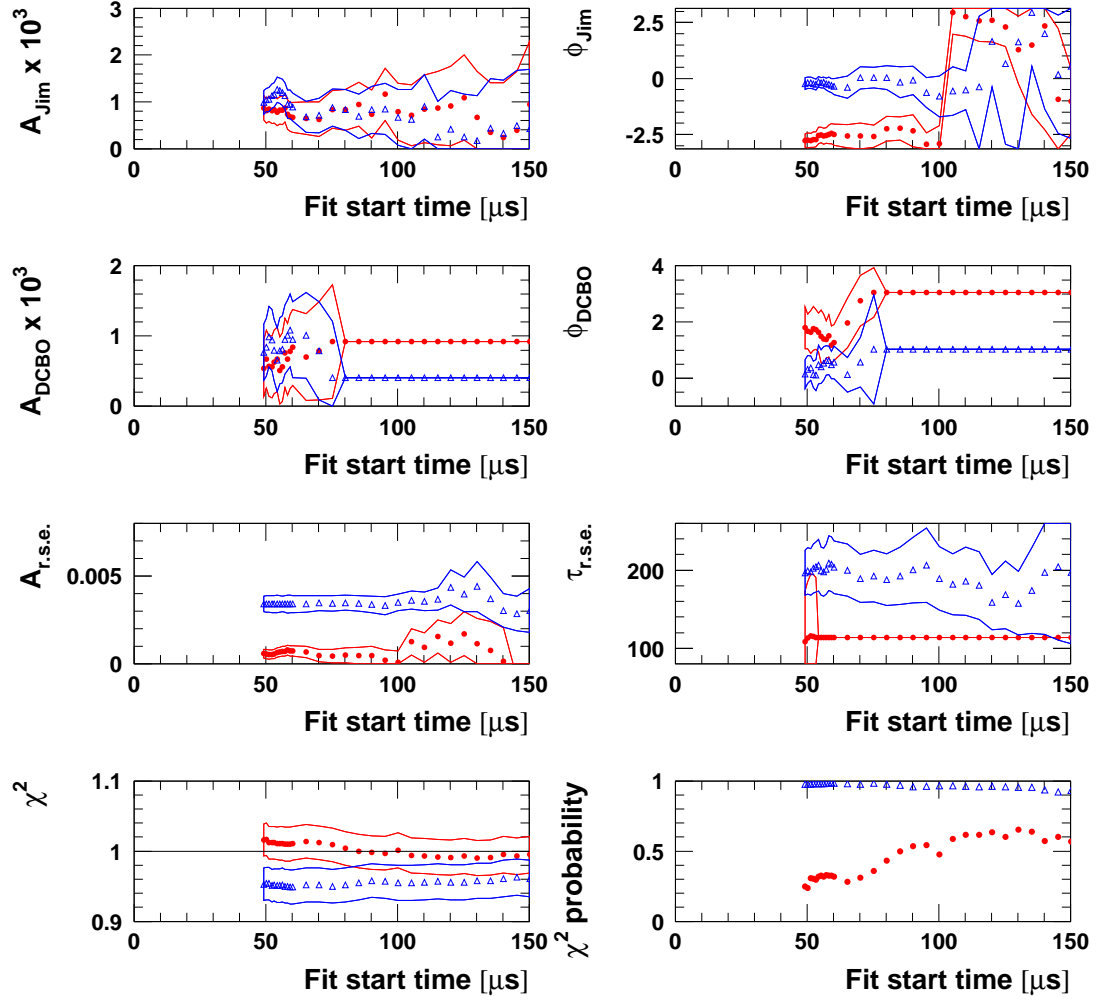 A_Jim x 10^3
3
2
1
0
0 50 100 150
Fit start time [μs]
ϕ_Jim
2.5
0
-2.5
0 50 100 150
Fit start time [μs]
A_DCBO x 10^3
2
1
0
0 50 100 150
Fit start time [μs]
ϕ_DCBO
4
2
0
0 50 100 150
Fit start time [μs]
A_r.s.e.
0.005
0
0 50 100 150
Fit start time [μs]
τ_r.s.e.
200
100
0 50 100 150
Fit start time [μs]
χ^2
1.1
1
0.9
0 50 100 150
Fit start time [μs]
χ^2 probability
1
0.5
0
0 50 100 150
Fit start time [μs]